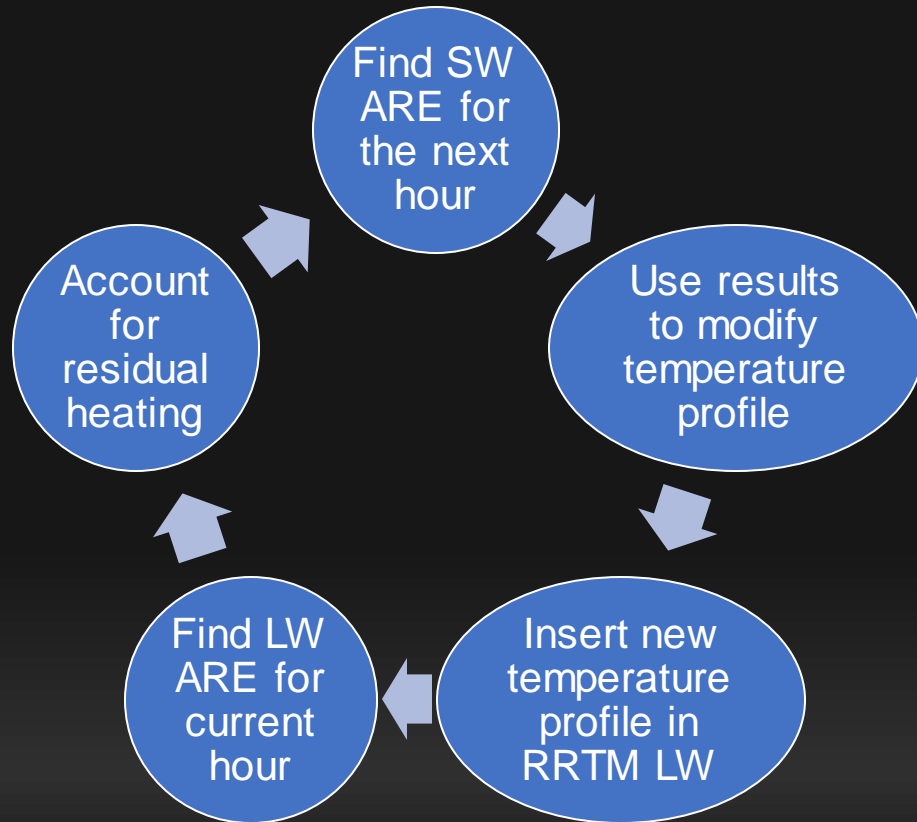 Find SW
ARE for
the next
hour
Use results
to modify
temperature
profile
Insert new
temperature
profile in
RRTM LW
Find LW
ARE for
current
hour
Account
for
residual
heating